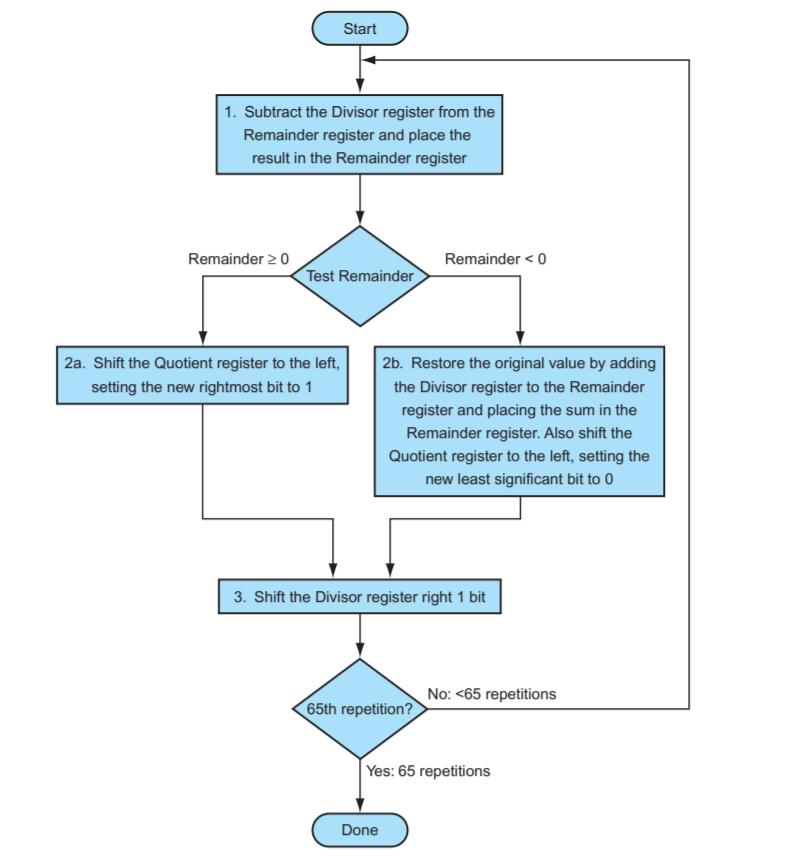 Start
1. Subtract the Divisor register from the
Remainder register and place the
result in the Remainder register
Remainder ≥ 0
Test Remainder
Remainder < 0
2a. Shift the Quotient register to the left,
setting the new rightmost bit to 1
2b. Restore the original value by adding
the Divisor register to the Remainder
register and placing the sum in the
Remainder register. Also shift the
Quotient register to the left, setting the
new least significant bit to 0
3. Shift the Divisor register right 1 bit
65th repetition?
No: <65 repetitions
Yes: 65 repetitions
Done